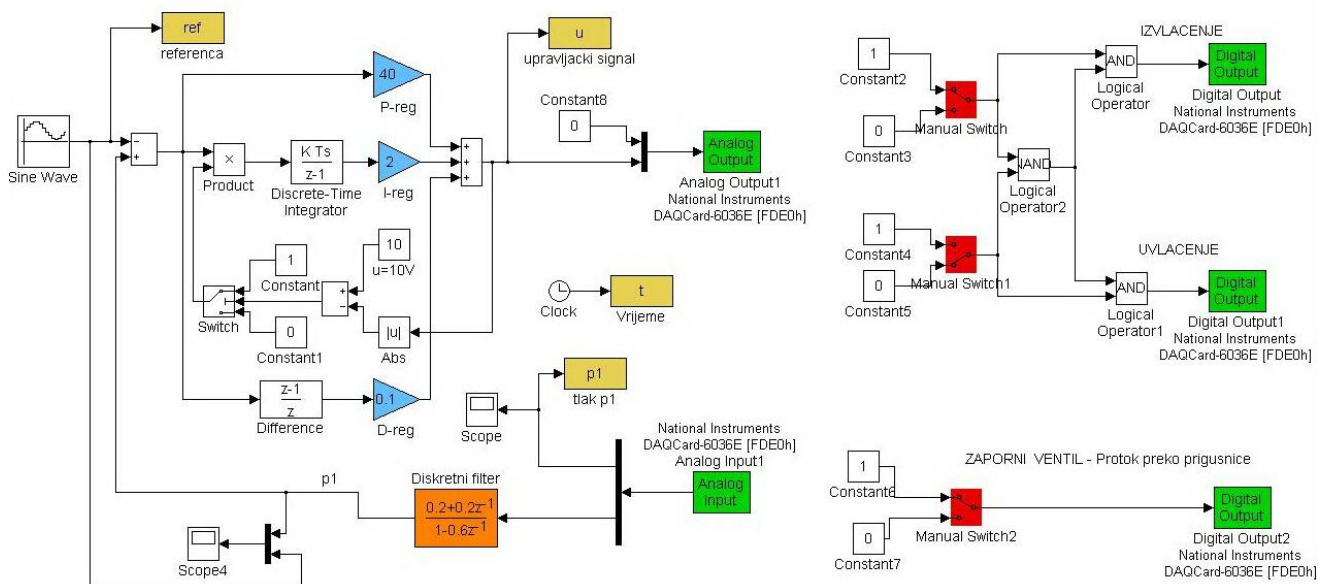 ref
referenca
Sine Wave
-
+
40
P-reg
×
Product
K Ts
z-1
Discrete-Time
Integrator
2
I-reg
+
+
+
u
upravljacki signal
Constant8
0
Analog
Output
Analog Output1
National Instruments
DAQCard-6036E [FDE0h]
1
Constant
10
u=10V
+
-
Switch
0
Constant1
|u|
Abs
Clock
t
Vrijeme
z-1
z
Difference
0.1
D-reg
Scope
p1
tlak p1
National Instruments
DAQCard-6036E [FDE0h]
Analog Input1
Analog
Input
Diskretni filter
0.2+0.2z-1
1-0.6z-1
p1
Scope4
1
Constant2
0
Constant3
Manual Switch
IZVLACENJE
AND
Logical
Operator
Digital
Output
Digital Output
National Instruments
DAQCard-6036E [FDE0h]
NAND
Logical
Operator2
1
Constant4
0
Constant5
Manual Switch1
UVLACENJE
AND
Logical
Operator1
Digital
Output
Digital Output1
National Instruments
DAQCard-6036E [FDE0h]
ZAPORNI VENTIL - Protok preko prigusnice
1
Constant6
0
Constant7
Manual Switch2
Digital
Output
Digital Output2
National Instruments
DAQCard-6036E [FDE0h]